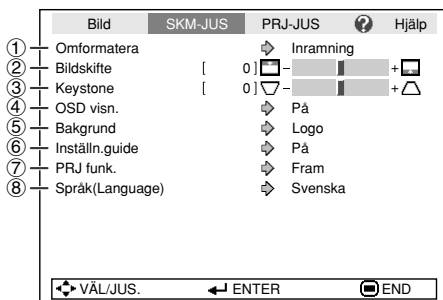 Bild SKM-JUS PRJ-JUS ? Hjälp
① Omformatera Inramning
② Bildskifte [ 0 ] – +
③ Keystone [ 0 ] – +
④ OSD visn. På
⑤ Bakgrund Logo
⑥ Inställn.guide På
⑦ PRJ funk. Fram
⑧ Språk(Language) Svenska
VÄL/JUS. ENTER END